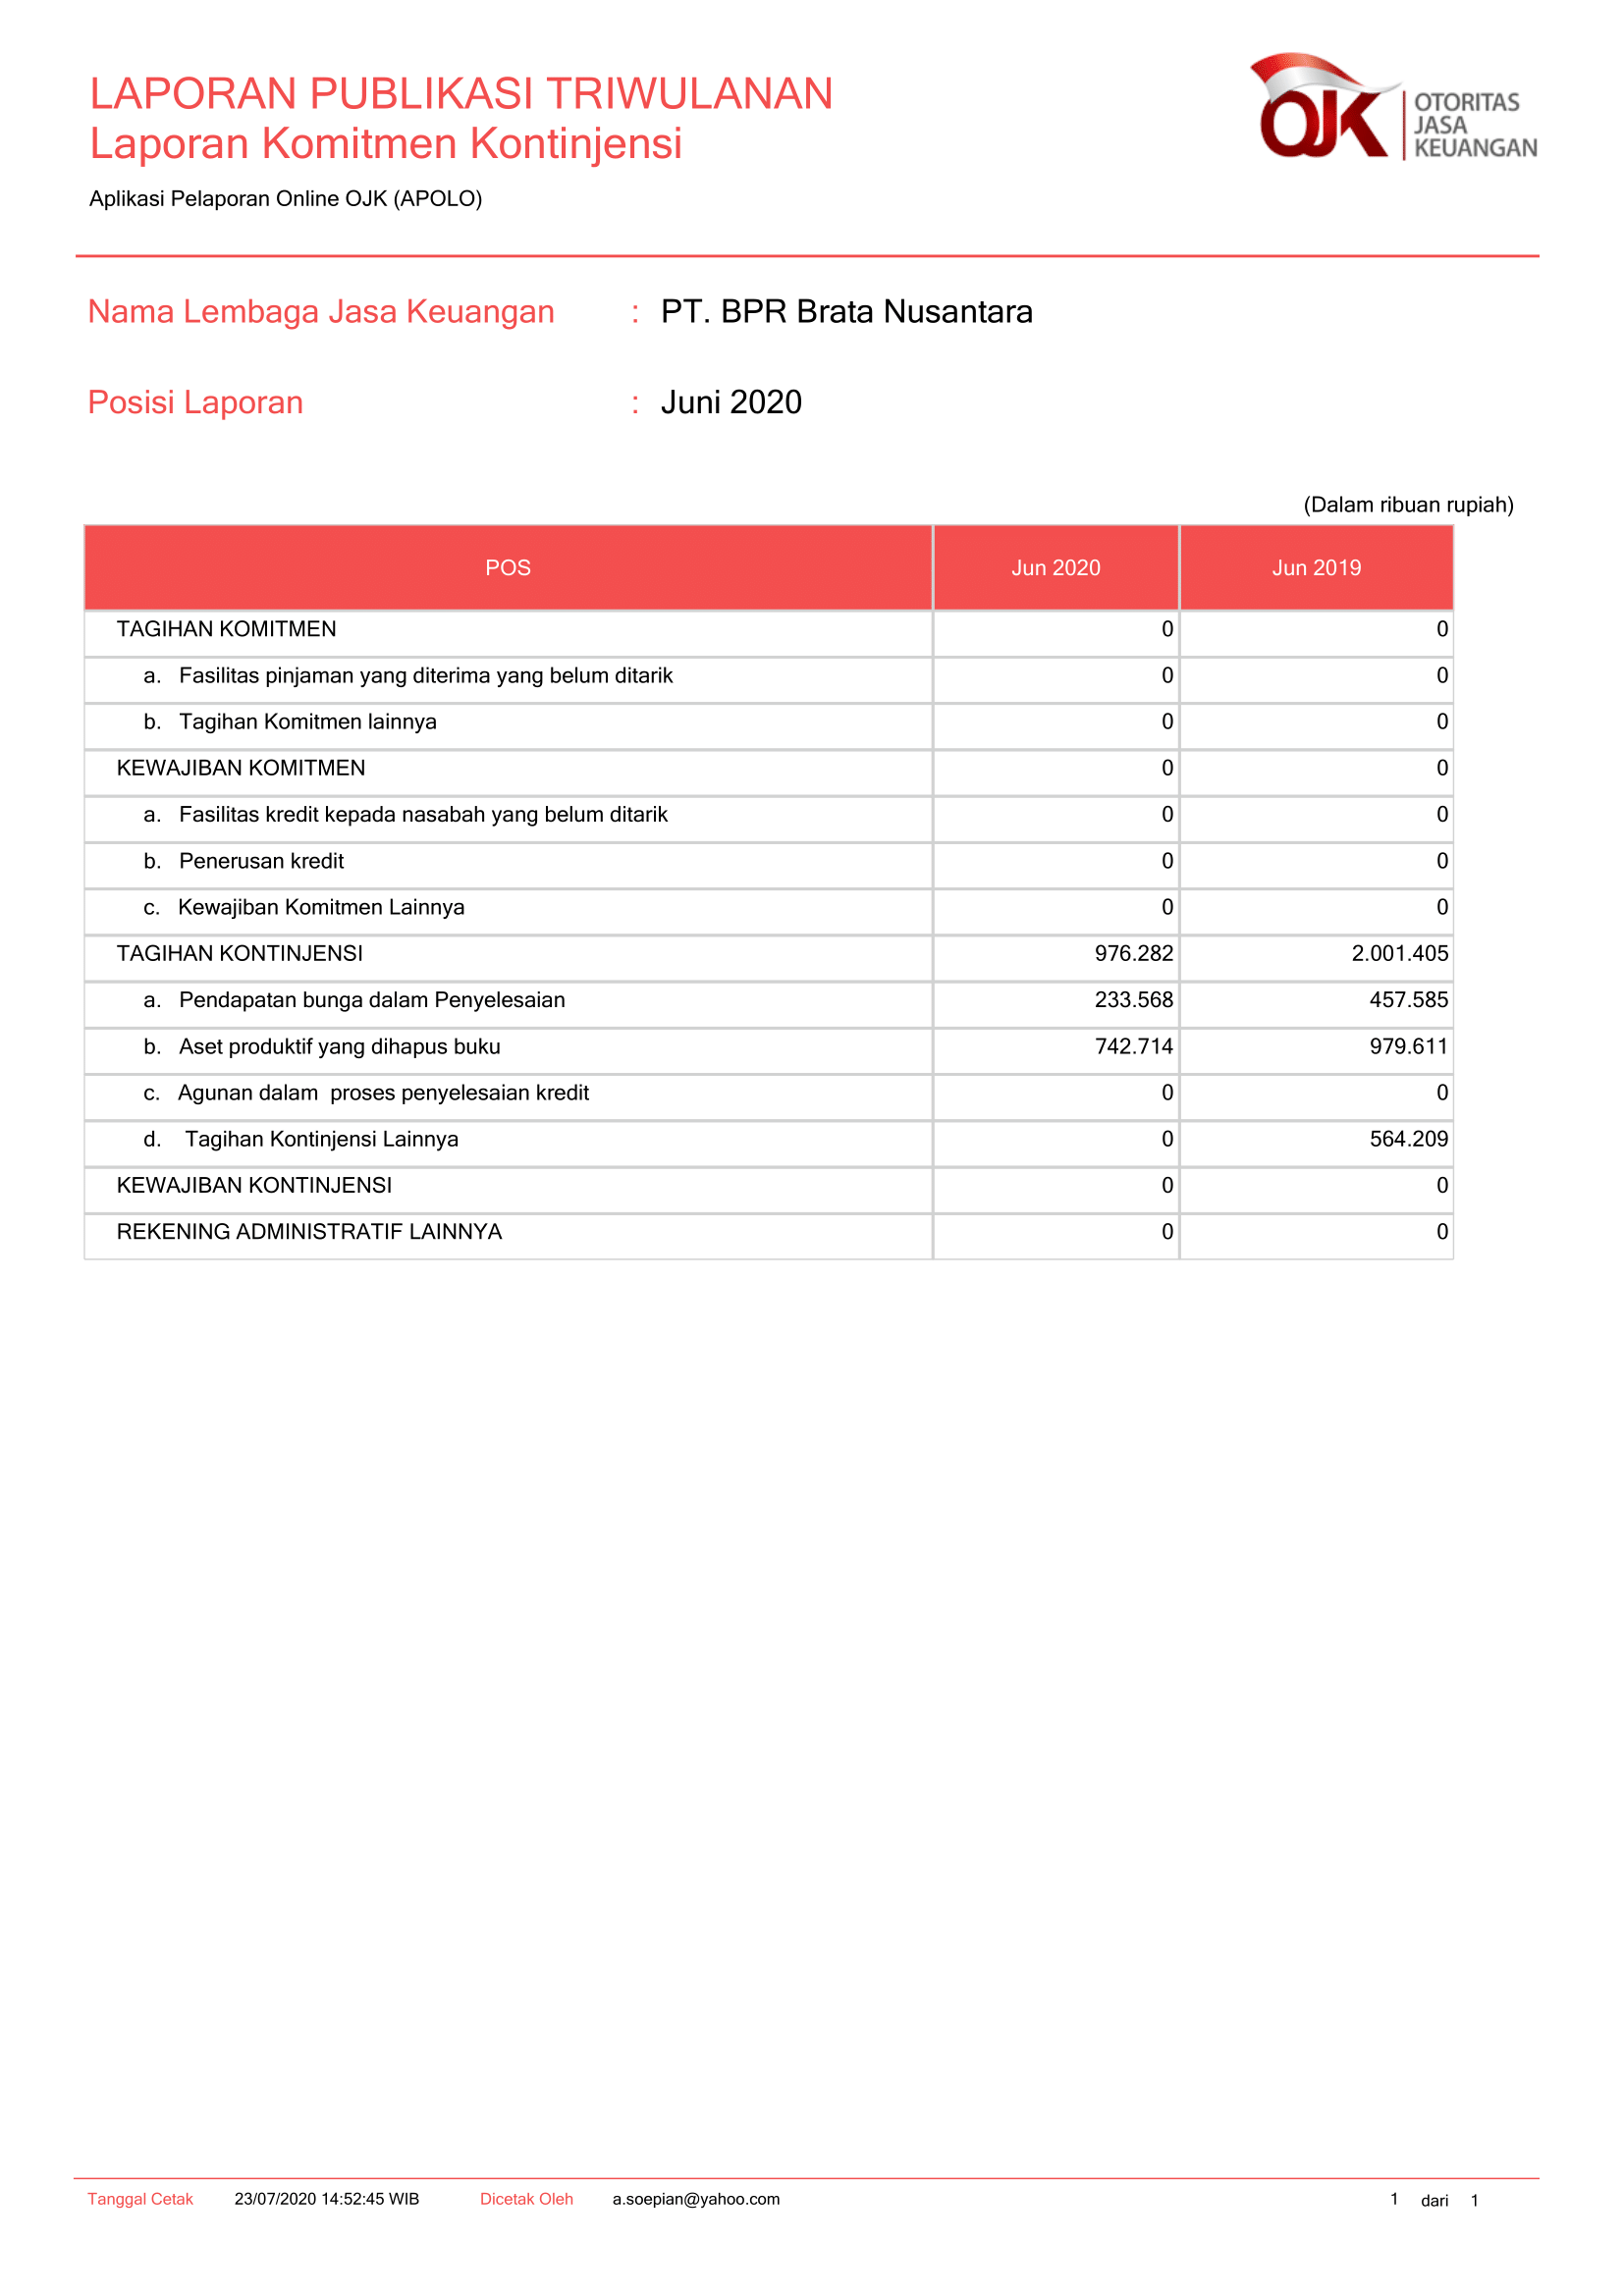 LAPORAN PUBLIKASI TRIWULANAN
Laporan Komitmen Kontinjensi
Aplikasi Pelaporan Online OJK (APOLO)
OJK OTORITAS
JASA
KEUANGAN
Nama Lembaga Jasa Keuangan : PT. BPR Brata Nusantara
Posisi Laporan : Juni 2020
(Dalam ribuan rupiah)
POS Jun 2020 Jun 2019
TAGIHAN KOMITMEN 0 0
a. Fasilitas pinjaman yang diterima yang belum ditarik 0 0
b. Tagihan Komitmen lainnya 0 0
KEWAJIBAN KOMITMEN 0 0
a. Fasilitas kredit kepada nasabah yang belum ditarik 0 0
b. Penerusan kredit 0 0
c. Kewajiban Komitmen Lainnya 0 0
TAGIHAN KONTINJENSI 976.282 2.001.405
a. Pendapatan bunga dalam Penyelesaian 233.568 457.585
b. Aset produktif yang dihapus buku 742.714 979.611
c. Agunan dalam proses penyelesaian kredit 0 0
d. Tagihan Kontinjensi Lainnya 0 564.209
KEWAJIBAN KONTINJENSI 0 0
REKENING ADMINISTRATIF LAINNYA 0 0
Tanggal Cetak 23/07/2020 14:52:45 WIB Dicetak Oleh a.soepian@yahoo.com 1 dari 1